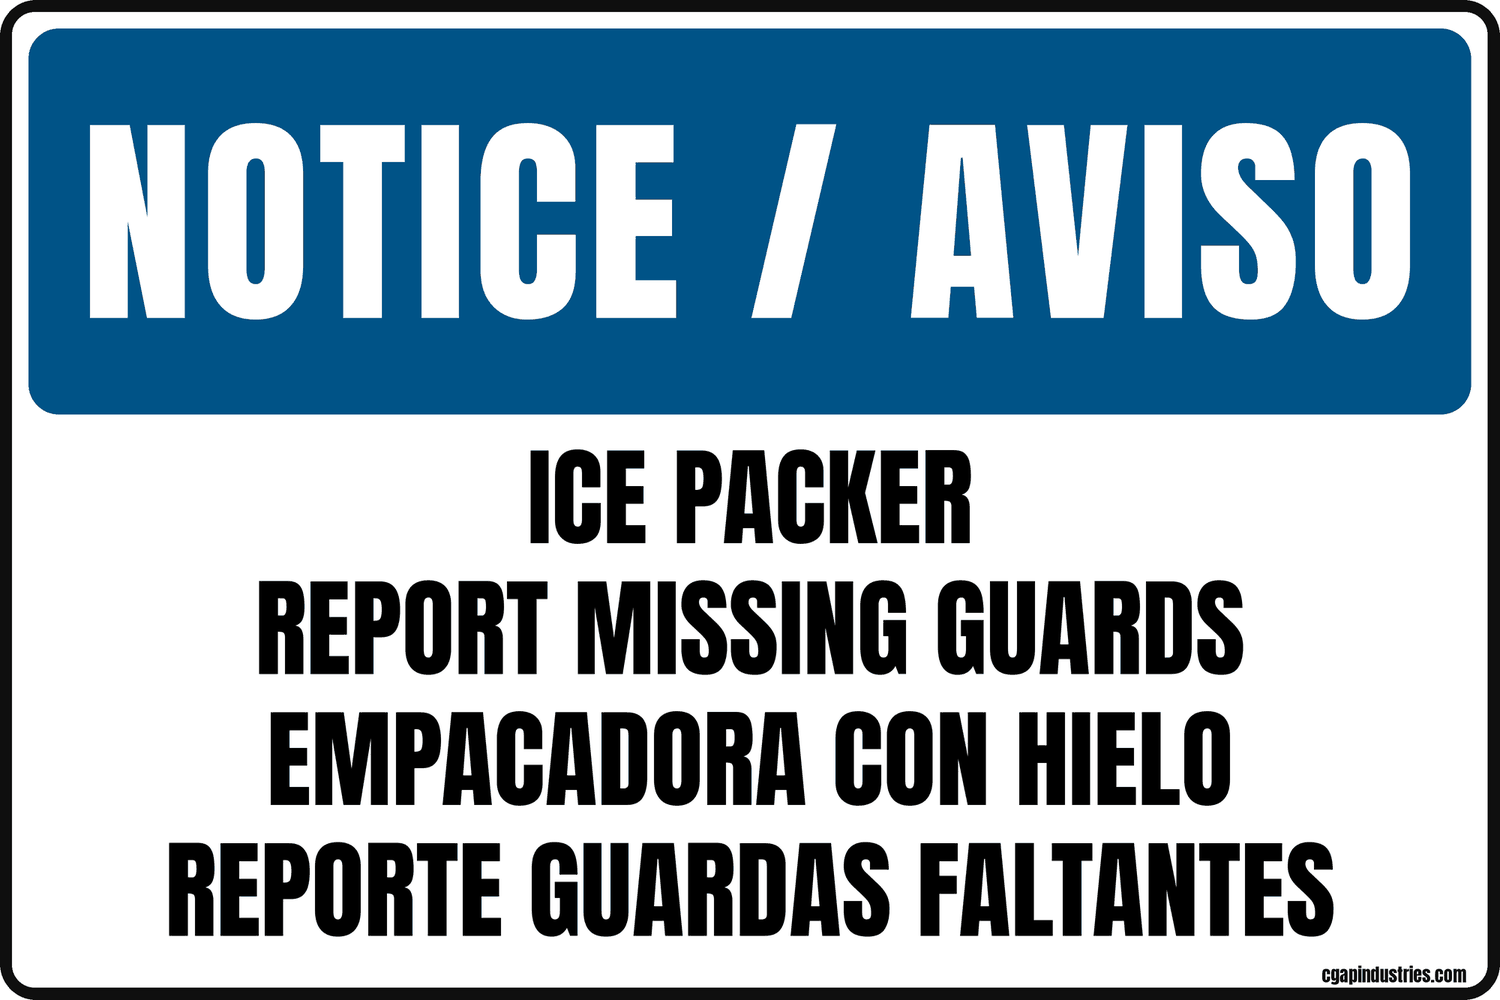 NOTICE / AVISO
ICE PACKER
REPORT MISSING GUARDS
EMPACADORA CON HIELO
REPORTE GUARDAS FALTANTES
cgapindustries.com